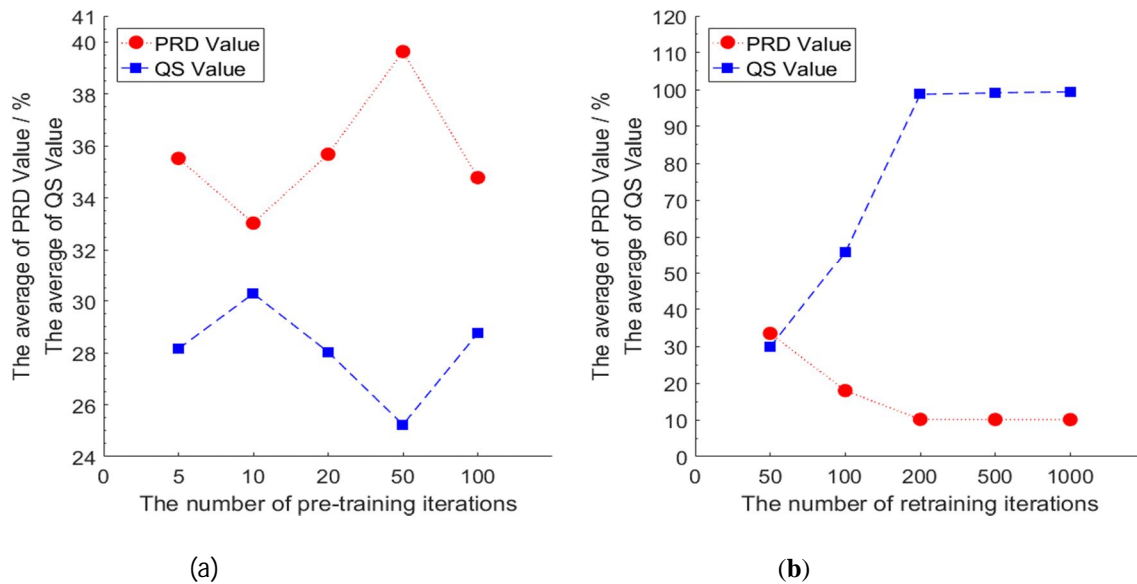 PRD Value
QS Value
41
40
38
36
34
32
30
28
26
24
The average of PRD Value / %
The average of QS Value
0 5 10 20 50 100
The number of pre-training iterations
(a)
PRD Value
QS Value
120
110
100
90
80
70
60
50
40
30
20
10
0
The average of PRD Value / %
The average of QS Value
0 50 100 200 500 1000
The number of retraining iterations
(b)